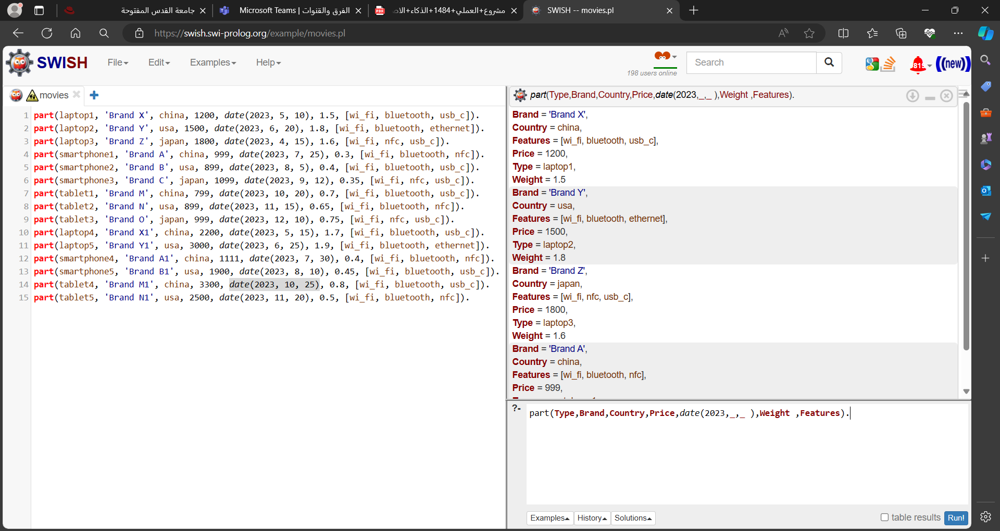 جامعة القدس المفتوحة
Microsoft Teams | الفرق والقنوات
مشروع+العملي+1484+الذكاء+الاص
SWISH -- movies.pl
https://swish.swi-prolog.org/example/movies.pl
SWISH
File
Edit
Examples
Help
198 users online
Search
819
((new))
movies
1 part(laptop1, 'Brand X', china, 1200, date(2023, 5, 10), 1.5, [wi_fi, bluetooth, usb_c]).
2 part(laptop2, 'Brand Y', usa, 1500, date(2023, 6, 20), 1.8, [wi_fi, bluetooth, ethernet]).
3 part(laptop3, 'Brand Z', japan, 1800, date(2023, 4, 15), 1.6, [wi_fi, nfc, usb_c]).
4 part(smartphone1, 'Brand A', china, 999, date(2023, 7, 25), 0.3, [wi_fi, bluetooth, nfc]).
5 part(smartphone2, 'Brand B', usa, 899, date(2023, 8, 5), 0.4, [wi_fi, bluetooth, usb_c]).
6 part(smartphone3, 'Brand C', japan, 1099, date(2023, 9, 12), 0.35, [wi_fi, nfc, usb_c]).
7 part(tablet1, 'Brand M', china, 799, date(2023, 10, 20), 0.7, [wi_fi, bluetooth, usb_c]).
8 part(tablet2, 'Brand N', usa, 899, date(2023, 11, 15), 0.65, [wi_fi, bluetooth, nfc]).
9 part(tablet3, 'Brand O', japan, 999, date(2023, 12, 10), 0.75, [wi_fi, nfc, usb_c]).
10 part(laptop4, 'Brand X1', china, 2200, date(2023, 5, 15), 1.7, [wi_fi, bluetooth, usb_c]).
11 part(laptop5, 'Brand Y1', usa, 3000, date(2023, 6, 25), 1.9, [wi_fi, bluetooth, ethernet]).
12 part(smartphone4, 'Brand A1', china, 1111, date(2023, 7, 30), 0.4, [wi_fi, bluetooth, nfc]).
13 part(smartphone5, 'Brand B1', usa, 1900, date(2023, 8, 10), 0.45, [wi_fi, bluetooth, usb_c]).
14 part(tablet4, 'Brand M1', china, 3300, date(2023, 10, 25), 0.8, [wi_fi, bluetooth, usb_c]).
15 part(tablet5, 'Brand N1', usa, 2500, date(2023, 11, 20), 0.5, [wi_fi, bluetooth, nfc]).
part(Type,Brand,Country,Price,date(2023,_,_ ),Weight ,Features).
Brand = 'Brand X',
Country = china,
Features = [wi_fi, bluetooth, usb_c],
Price = 1200,
Type = laptop1,
Weight = 1.5
Brand = 'Brand Y',
Country = usa,
Features = [wi_fi, bluetooth, ethernet],
Price = 1500,
Type = laptop2,
Weight = 1.8
Brand = 'Brand Z',
Country = japan,
Features = [wi_fi, nfc, usb_c],
Price = 1800,
Type = laptop3,
Weight = 1.6
Brand = 'Brand A',
Country = china,
Features = [wi_fi, bluetooth, nfc],
Price = 999,
?- part(Type,Brand,Country,Price,date(2023,_,_ ),Weight ,Features).
Examples
History
Solutions
table results
Run!